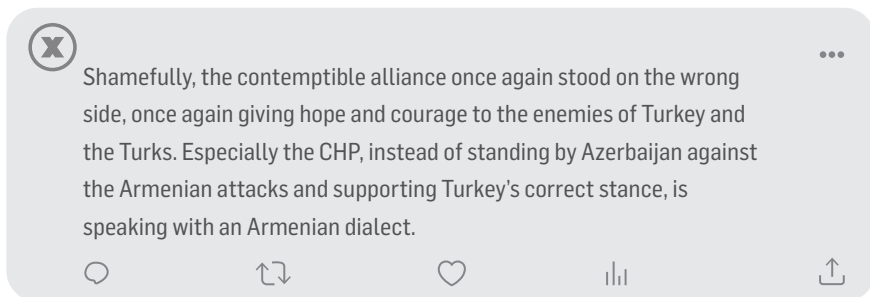 X
Shamefully, the contemptible alliance once again stood on the wrong
side, once again giving hope and courage to the enemies of Turkey and
the Turks. Especially the CHP, instead of standing by Azerbaijan against
the Armenian attacks and supporting Turkey's correct stance, is
speaking with an Armenian dialect.